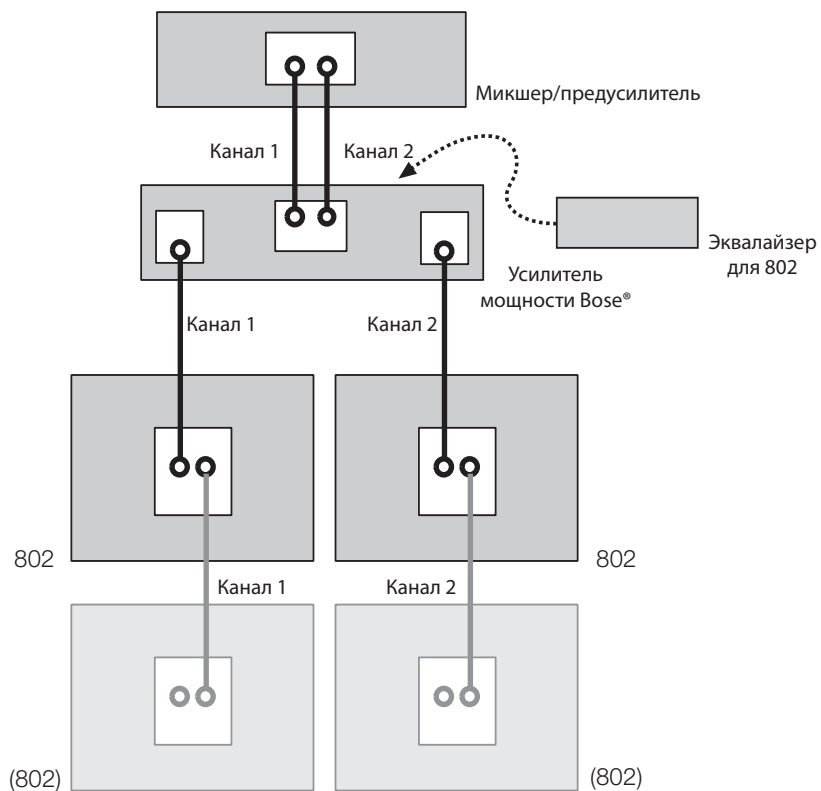 Микшер/предусилитель
Канал 1
Канал 2
Эквалайзер
для 802
Усилитель
мощности Bose®
Канал 1
Канал 2
802
802
Канал 1
Канал 2
(802)
(802)